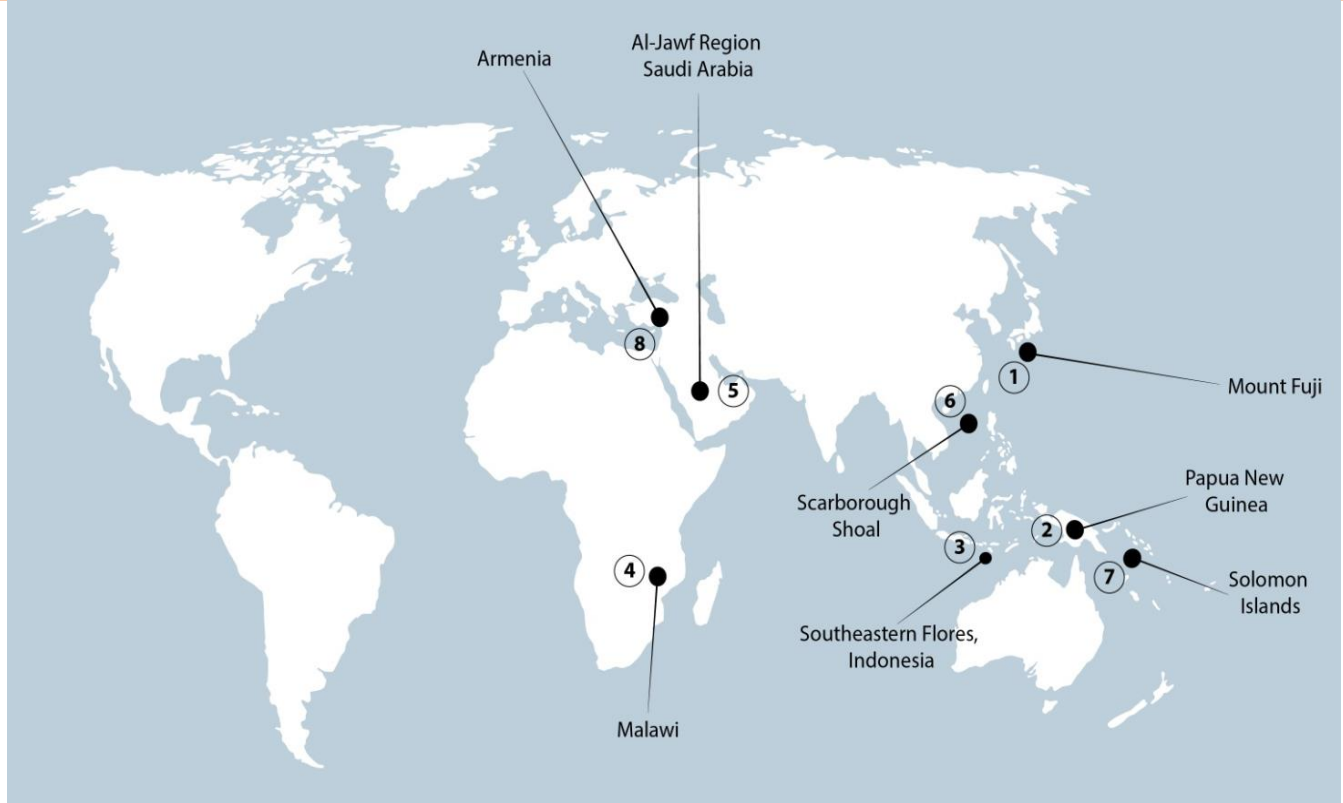 Armenia
Al-Jawf Region
Saudi Arabia
8
5
6
1
Mount Fuji
Scarborough
Shoal
Papua New
Guinea
2
3
4
7
Solomon
Islands
Southeastern Flores,
Indonesia
Malawi